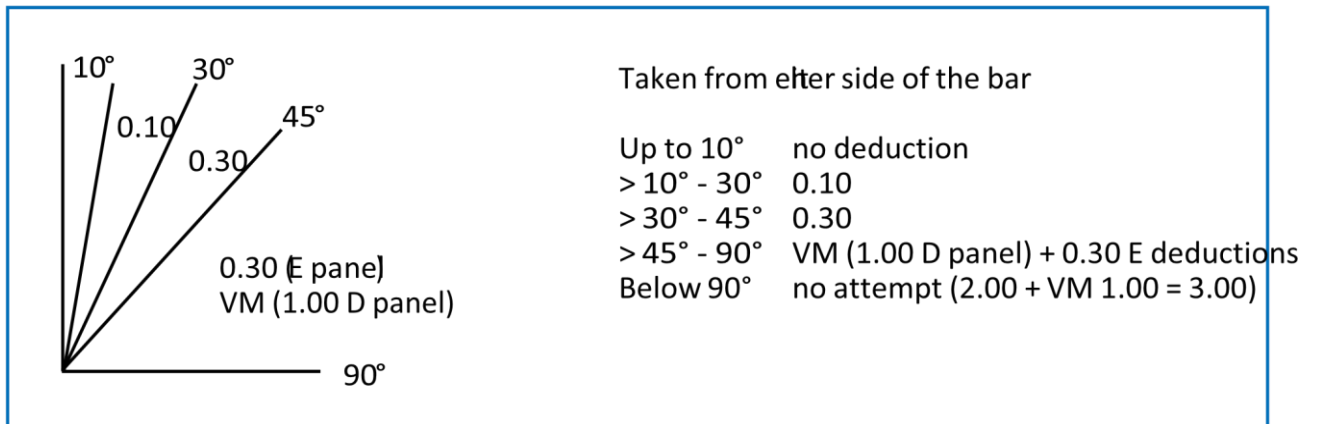 10°
30°
45°
0.10
0.30
0.30 (E panel)
VM (1.00 D panel)
90°
Taken from eitter side of the bar
Up to 10° no deduction
> 10° - 30° 0.10
> 30° - 45° 0.30
> 45° - 90° VM (1.00 D panel) + 0.30 E deductions
Below 90° no attempt (2.00 + VM 1.00 = 3.00)